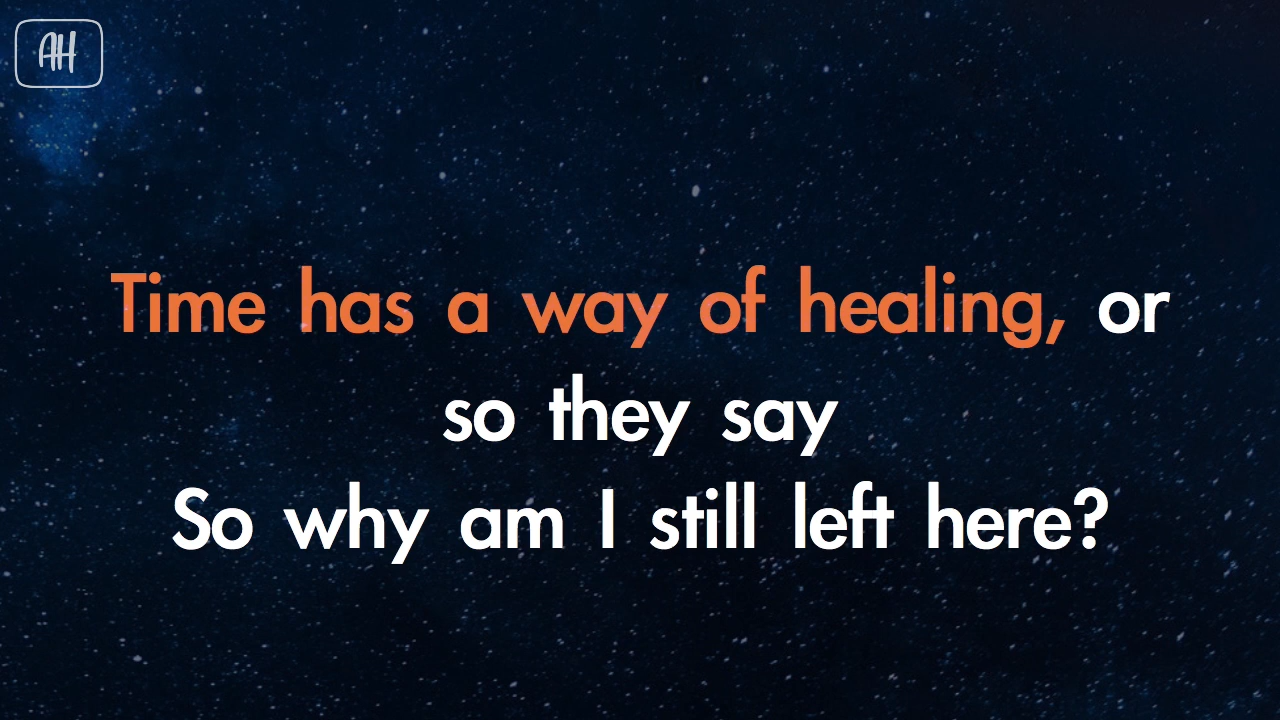 AH
Time has a way of healing, or
so they say
So why am I still left here?